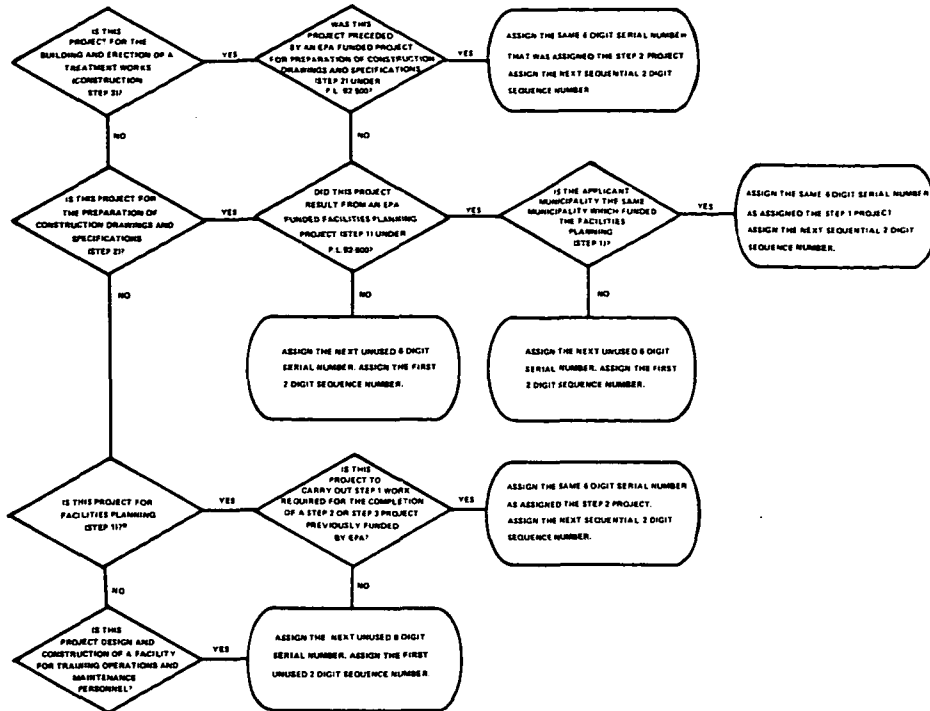 IS THIS
PROJECT FOR THE
BUILDING AND ERECTION OF A
TREATMENT WORKS
(CONSTRUCTION
STEP 3)?
YES
WAS THIS
PROJECT PRECEDED
BY AN EPA FUNDED PROJECT
FOR PREPARATION OF CONSTRUCTION
DRAWINGS AND SPECIFICATIONS
(STEP 2) UNDER
P.L. 92-500?
YES
ASSIGN THE SAME 6 DIGIT SERIAL NUMBER
THAT WAS ASSIGNED THE STEP 2 PROJECT
ASSIGN THE NEXT SEQUENTIAL 2 DIGIT
SEQUENCE NUMBER
NO
NO
IS THIS PROJECT FOR
THE PREPARATION OF
CONSTRUCTION DRAWINGS AND
SPECIFICATIONS
(STEP 2)?
YES
DID THIS PROJECT
RESULT FROM AN EPA
FUNDED FACILITIES PLANNING
PROJECT (STEP 1) UNDER
P.L. 92-500?
YES
IS THE APPLICANT
MUNICIPALITY THE SAME
MUNICIPALITY WHICH FUNDED
THE FACILITIES
PLANNING
(STEP 1)?
YES
ASSIGN THE SAME 6 DIGIT SERIAL NUMBER
AS ASSIGNED THE STEP 1 PROJECT.
ASSIGN THE NEXT SEQUENTIAL 2 DIGIT
SEQUENCE NUMBER.
NO
NO
NO
ASSIGN THE NEXT UNUSED 6 DIGIT
SERIAL NUMBER. ASSIGN THE FIRST
2 DIGIT SEQUENCE NUMBER.
ASSIGN THE NEXT UNUSED 6 DIGIT
SERIAL NUMBER. ASSIGN THE FIRST
2 DIGIT SEQUENCE NUMBER.
IS THIS PROJECT FOR
FACILITIES PLANNING
(STEP 1)?
YES
IS THIS
PROJECT TO
CARRY OUT STEP 1 WORK
REQUIRED FOR THE COMPLETION
OF A STEP 2 OR STEP 3 PROJECT
PREVIOUSLY FUNDED
BY EPA?
YES
ASSIGN THE SAME 6 DIGIT SERIAL NUMBER
AS ASSIGNED THE STEP 2 PROJECT.
ASSIGN THE NEXT SEQUENTIAL 2 DIGIT
SEQUENCE NUMBER.
NO
NO
IS THIS
PROJECT DESIGN AND
CONSTRUCTION OF A FACILITY
FOR TRAINING OPERATIONS AND
MAINTENANCE
PERSONNEL?
YES
ASSIGN THE NEXT UNUSED 6 DIGIT
SERIAL NUMBER. ASSIGN THE FIRST
UNUSED 2 DIGIT SEQUENCE NUMBER